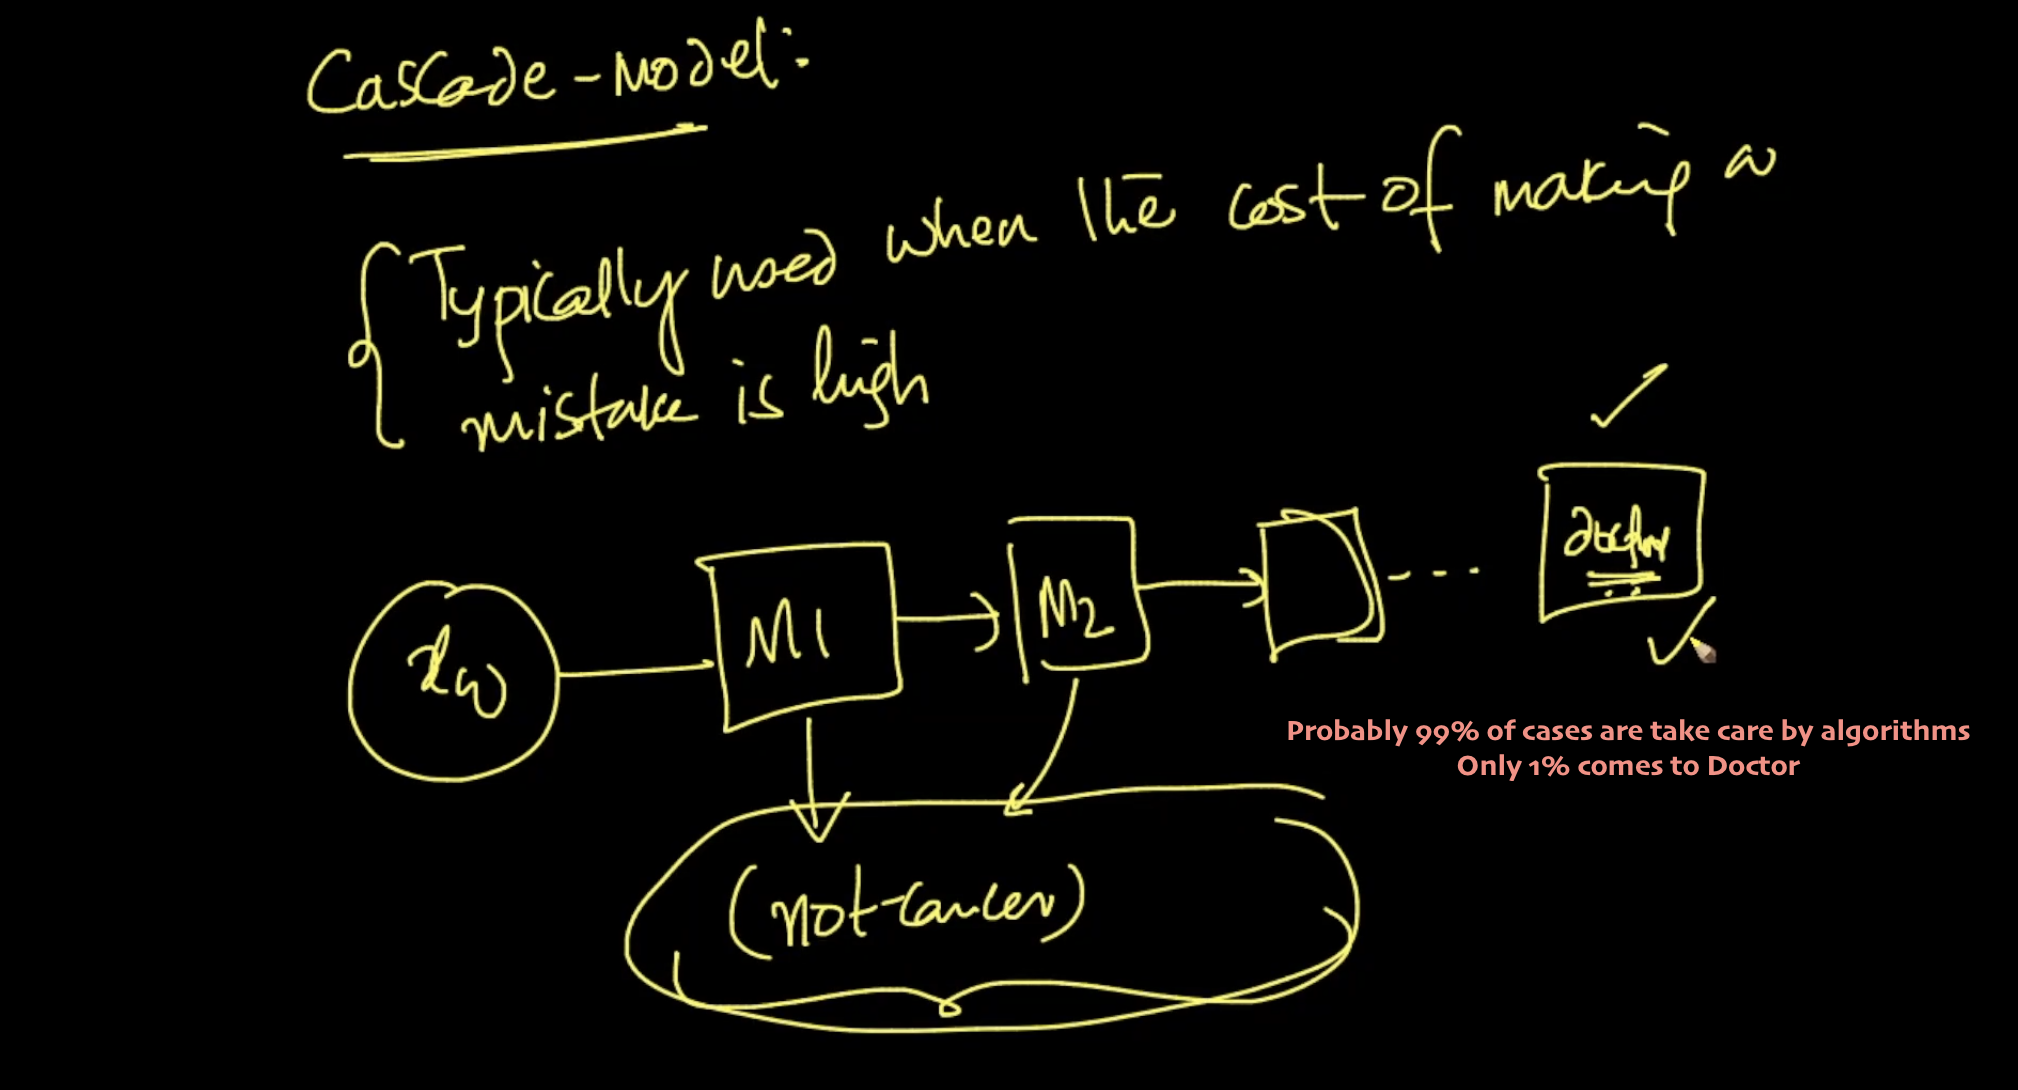 Cascade-model:
Typically used when the cost of making a
mistake is high
doctor
M1
M2
xq
Probably 99% of cases are take care by algorithms
Only 1% comes to Doctor
(not-cancer)